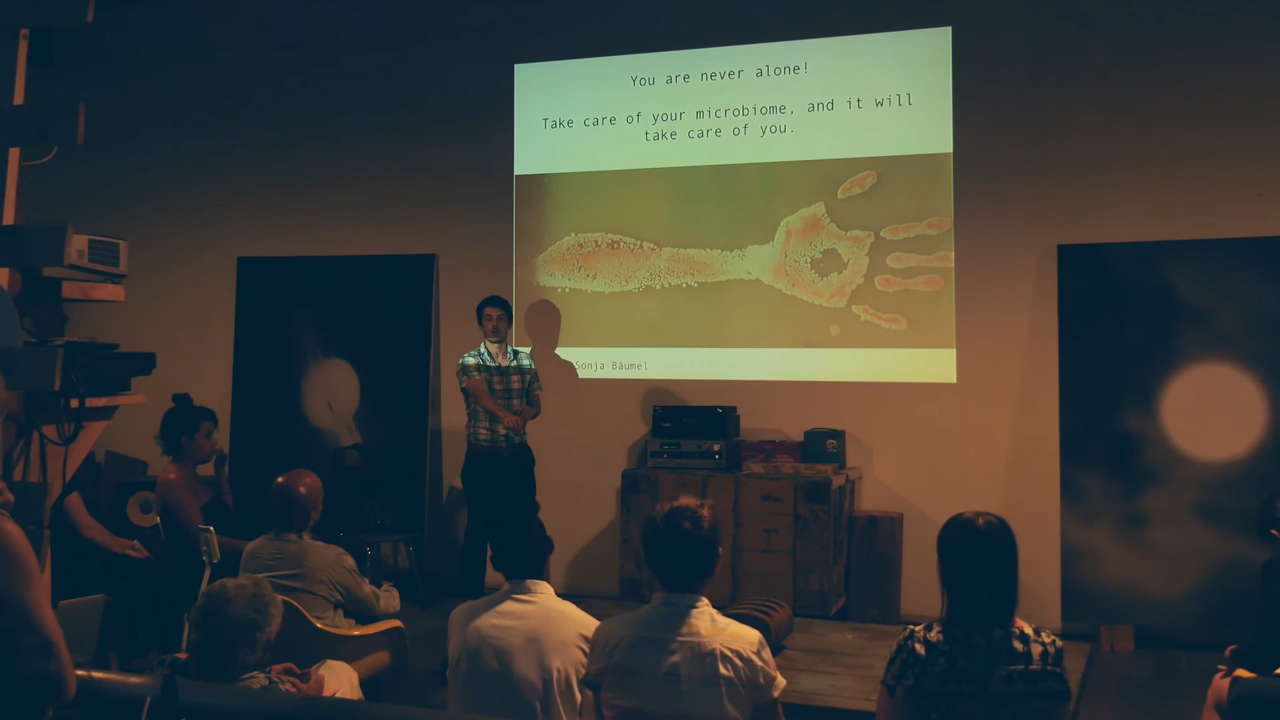 You are never alone!
Take care of your microbiome, and it will
take care of you.
Sonja Bäumel